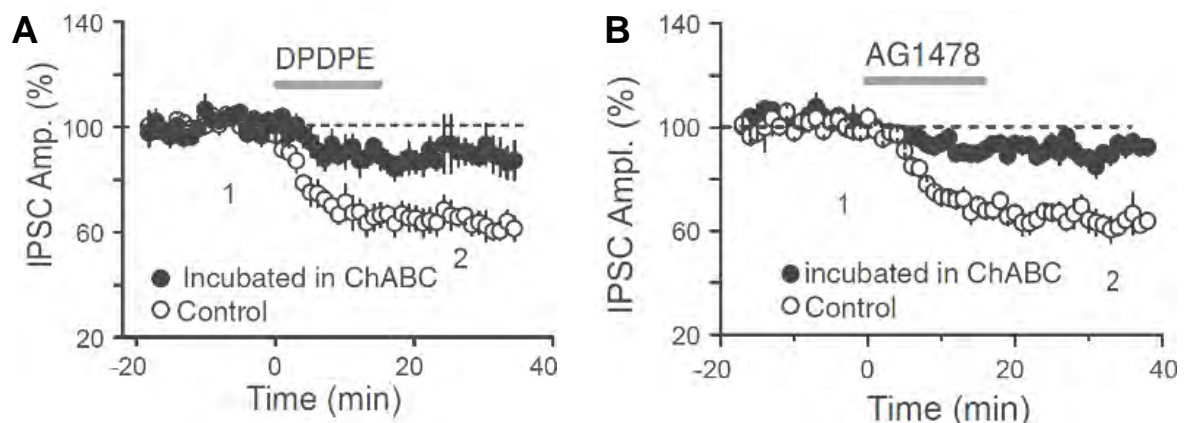 A
IPSC Amp. (%)
140
100
60
20
DPDPE
1
2
● Incubated in ChABC
○ Control
-20
0
20
40
Time (min)
B
IPSC Ampl. (%)
140
100
60
20
AG1478
1
2
● incubated in ChABC
○ Control
-20
0
20
40
Time (min)